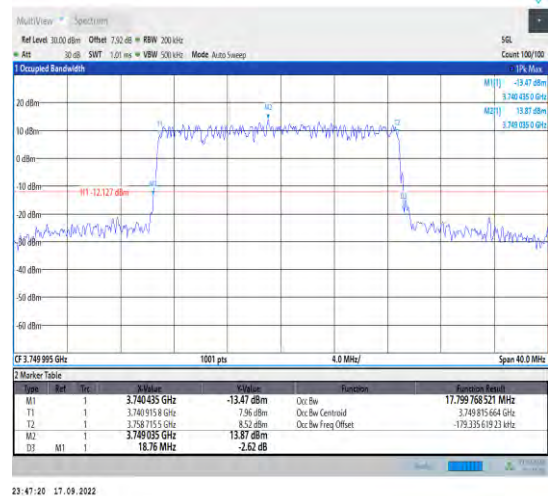 MultiView Spectrum
Ref Level 30.00 dBm Offset 7.92 dB RBW 200 kHz SGL
Att 30 dB SWT 1.01 ms VBW 500 kHz Mode Auto Sweep Count 100/100
1 Occupied Bandwidth 1Pk Max
M1[1] -13.47 dBm
3.740 435 0 GHz
M2[1] 13.87 dBm
3.749 035 0 GHz
20 dBm
M2
T1 T2
10 dBm
0 dBm
-10 dBm
M1
H1 -12.127 dBm
D3
-20 dBm
-30 dBm
-40 dBm
-50 dBm
-60 dBm
CF 3.749 995 GHz 1001 pts 4.0 MHz/ Span 40.0 MHz
2 Marker Table
Type Ref Trc X-Value Y-Value Function Function Result
M1 1 3.740 435 GHz -13.47 dBm Occ Bw 17.799 768 521 MHz
T1 1 3.740 915 8 GHz 7.96 dBm Occ Bw Centroid 3.749 815 664 GHz
T2 1 3.758 715 5 GHz 8.52 dBm Occ Bw Freq Offset -179.335 619 23 kHz
M2 1 3.749 035 GHz 13.87 dBm
D3 M1 1 18.76 MHz -2.62 dB
23:47:20 17.09.2022